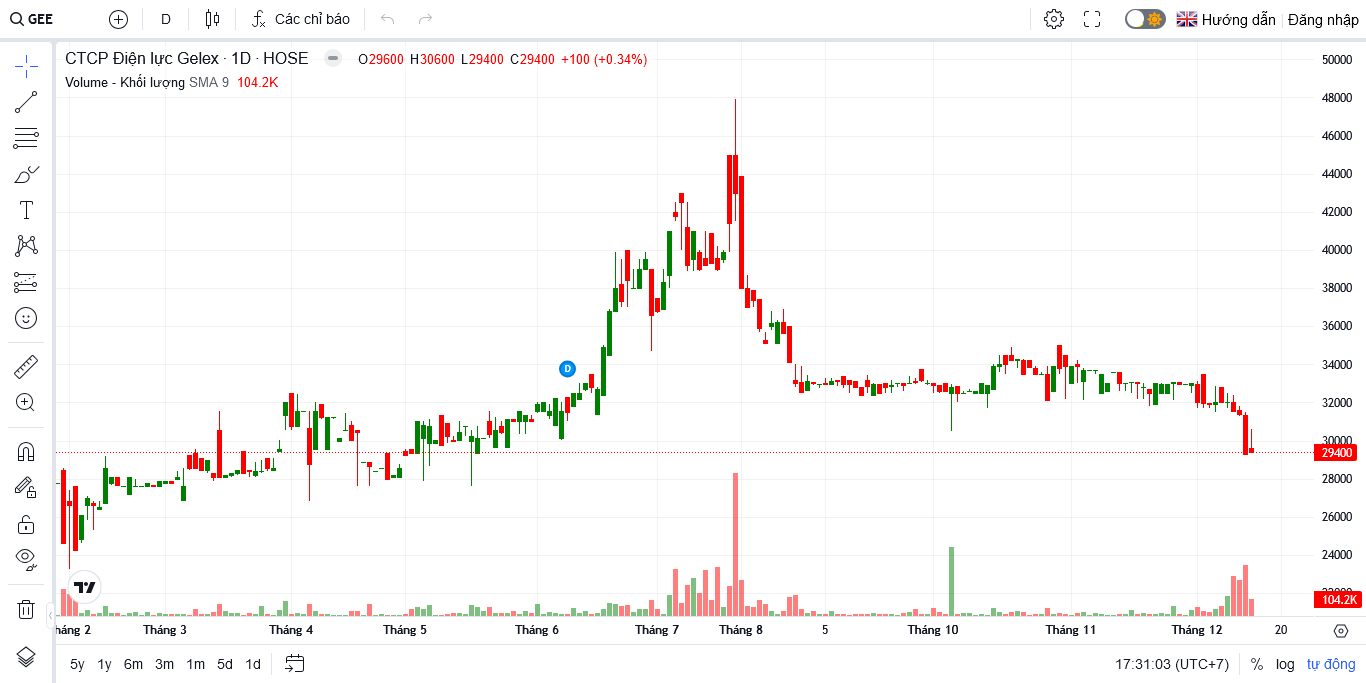 GEE D Các chỉ báo Hướng dẫn Đăng nhập
CTCP Điện lực Gelex · 1D · HOSE O29600 H30600 L29400 C29400 +100 (+0.34%)
Volume - Khối lượng SMA 9 104.2K
50000
48000
46000
44000
42000
40000
38000
36000
34000
D
32000
30000
29400
28000
26000
24000
104.2K
háng 2 Tháng 3 Tháng 4 Tháng 5 Tháng 6 Tháng 7 Tháng 8 5 Tháng 10 Tháng 11 Tháng 12 20
5y 1y 6m 3m 1m 5d 1d 17:31:03 (UTC+7) % log tự động